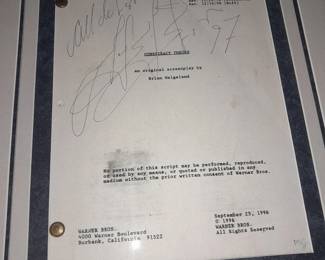 CONSPIRACY THEORY
an original screenplay by
Brian Helgeland
'97
No portion of this script may be performed, reproduced,
or used by any means, or quoted or published in any
medium without the prior written consent of Warner Bros.
WARNER BROS.
4000 Warner Boulevard
Burbank, California 91522
September 25, 1996
© 1996
WARNER BROS.
All Rights Reserved